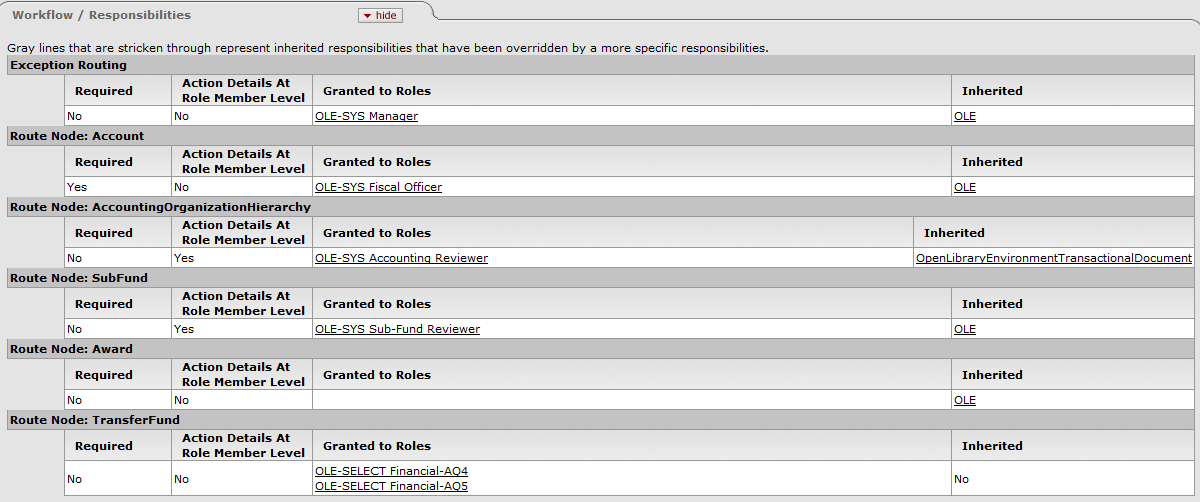 Workflow / Responsibilities hide
Gray lines that are stricken through represent inherited responsibilities that have been overridden by a more specific responsibilities.
Exception Routing
Required Action Details At Role Member Level Granted to Roles Inherited
No No OLE-SYS Manager OLE
Route Node: Account
Required Action Details At Role Member Level Granted to Roles Inherited
Yes No OLE-SYS Fiscal Officer OLE
Route Node: AccountingOrganizationHierarchy
Required Action Details At Role Member Level Granted to Roles Inherited
No Yes OLE-SYS Accounting Reviewer OpenLibraryEnvironmentTransactionalDocument
Route Node: SubFund
Required Action Details At Role Member Level Granted to Roles Inherited
No Yes OLE-SYS Sub-Fund Reviewer OLE
Route Node: Award
Required Action Details At Role Member Level Granted to Roles Inherited
No No OLE
Route Node: TransferFund
Required Action Details At Role Member Level Granted to Roles Inherited
No No OLE-SELECT Financial-AQ4 No
OLE-SELECT Financial-AQ5